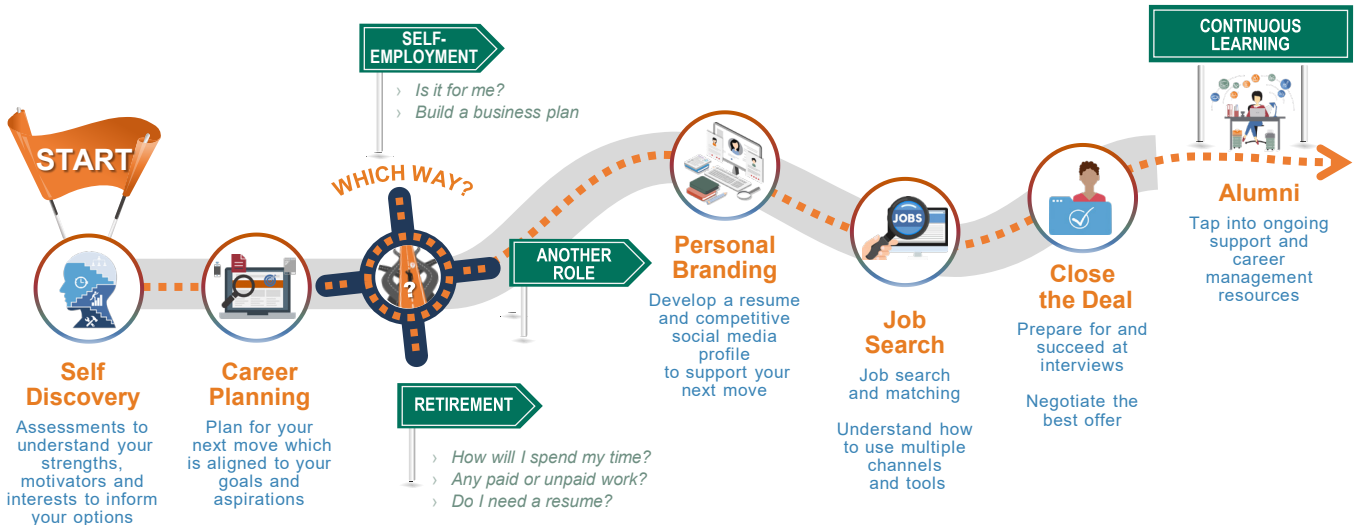 START
Self
Discovery
Assessments to
understand your
strengths,
motivators and
interests to inform
your options
Career
Planning
Plan for your
next move which
is aligned to your
goals and
aspirations
WHICH WAY?
?
SELF-
EMPLOYMENT
› Is it for me?
› Build a business plan
ANOTHER
ROLE
RETIREMENT
› How will I spend my time?
› Any paid or unpaid work?
› Do I need a resume?
Personal
Branding
Develop a resume
and competitive
social media
profile
to support your
next move
JOBS
Job
Search
Job search
and matching
Understand how
to use multiple
channels
and tools
Close
the Deal
Prepare for and
succeed at
interviews
Negotiate the
best offer
CONTINUOUS
LEARNING
Alumni
Tap into ongoing
support and
career
management
resources